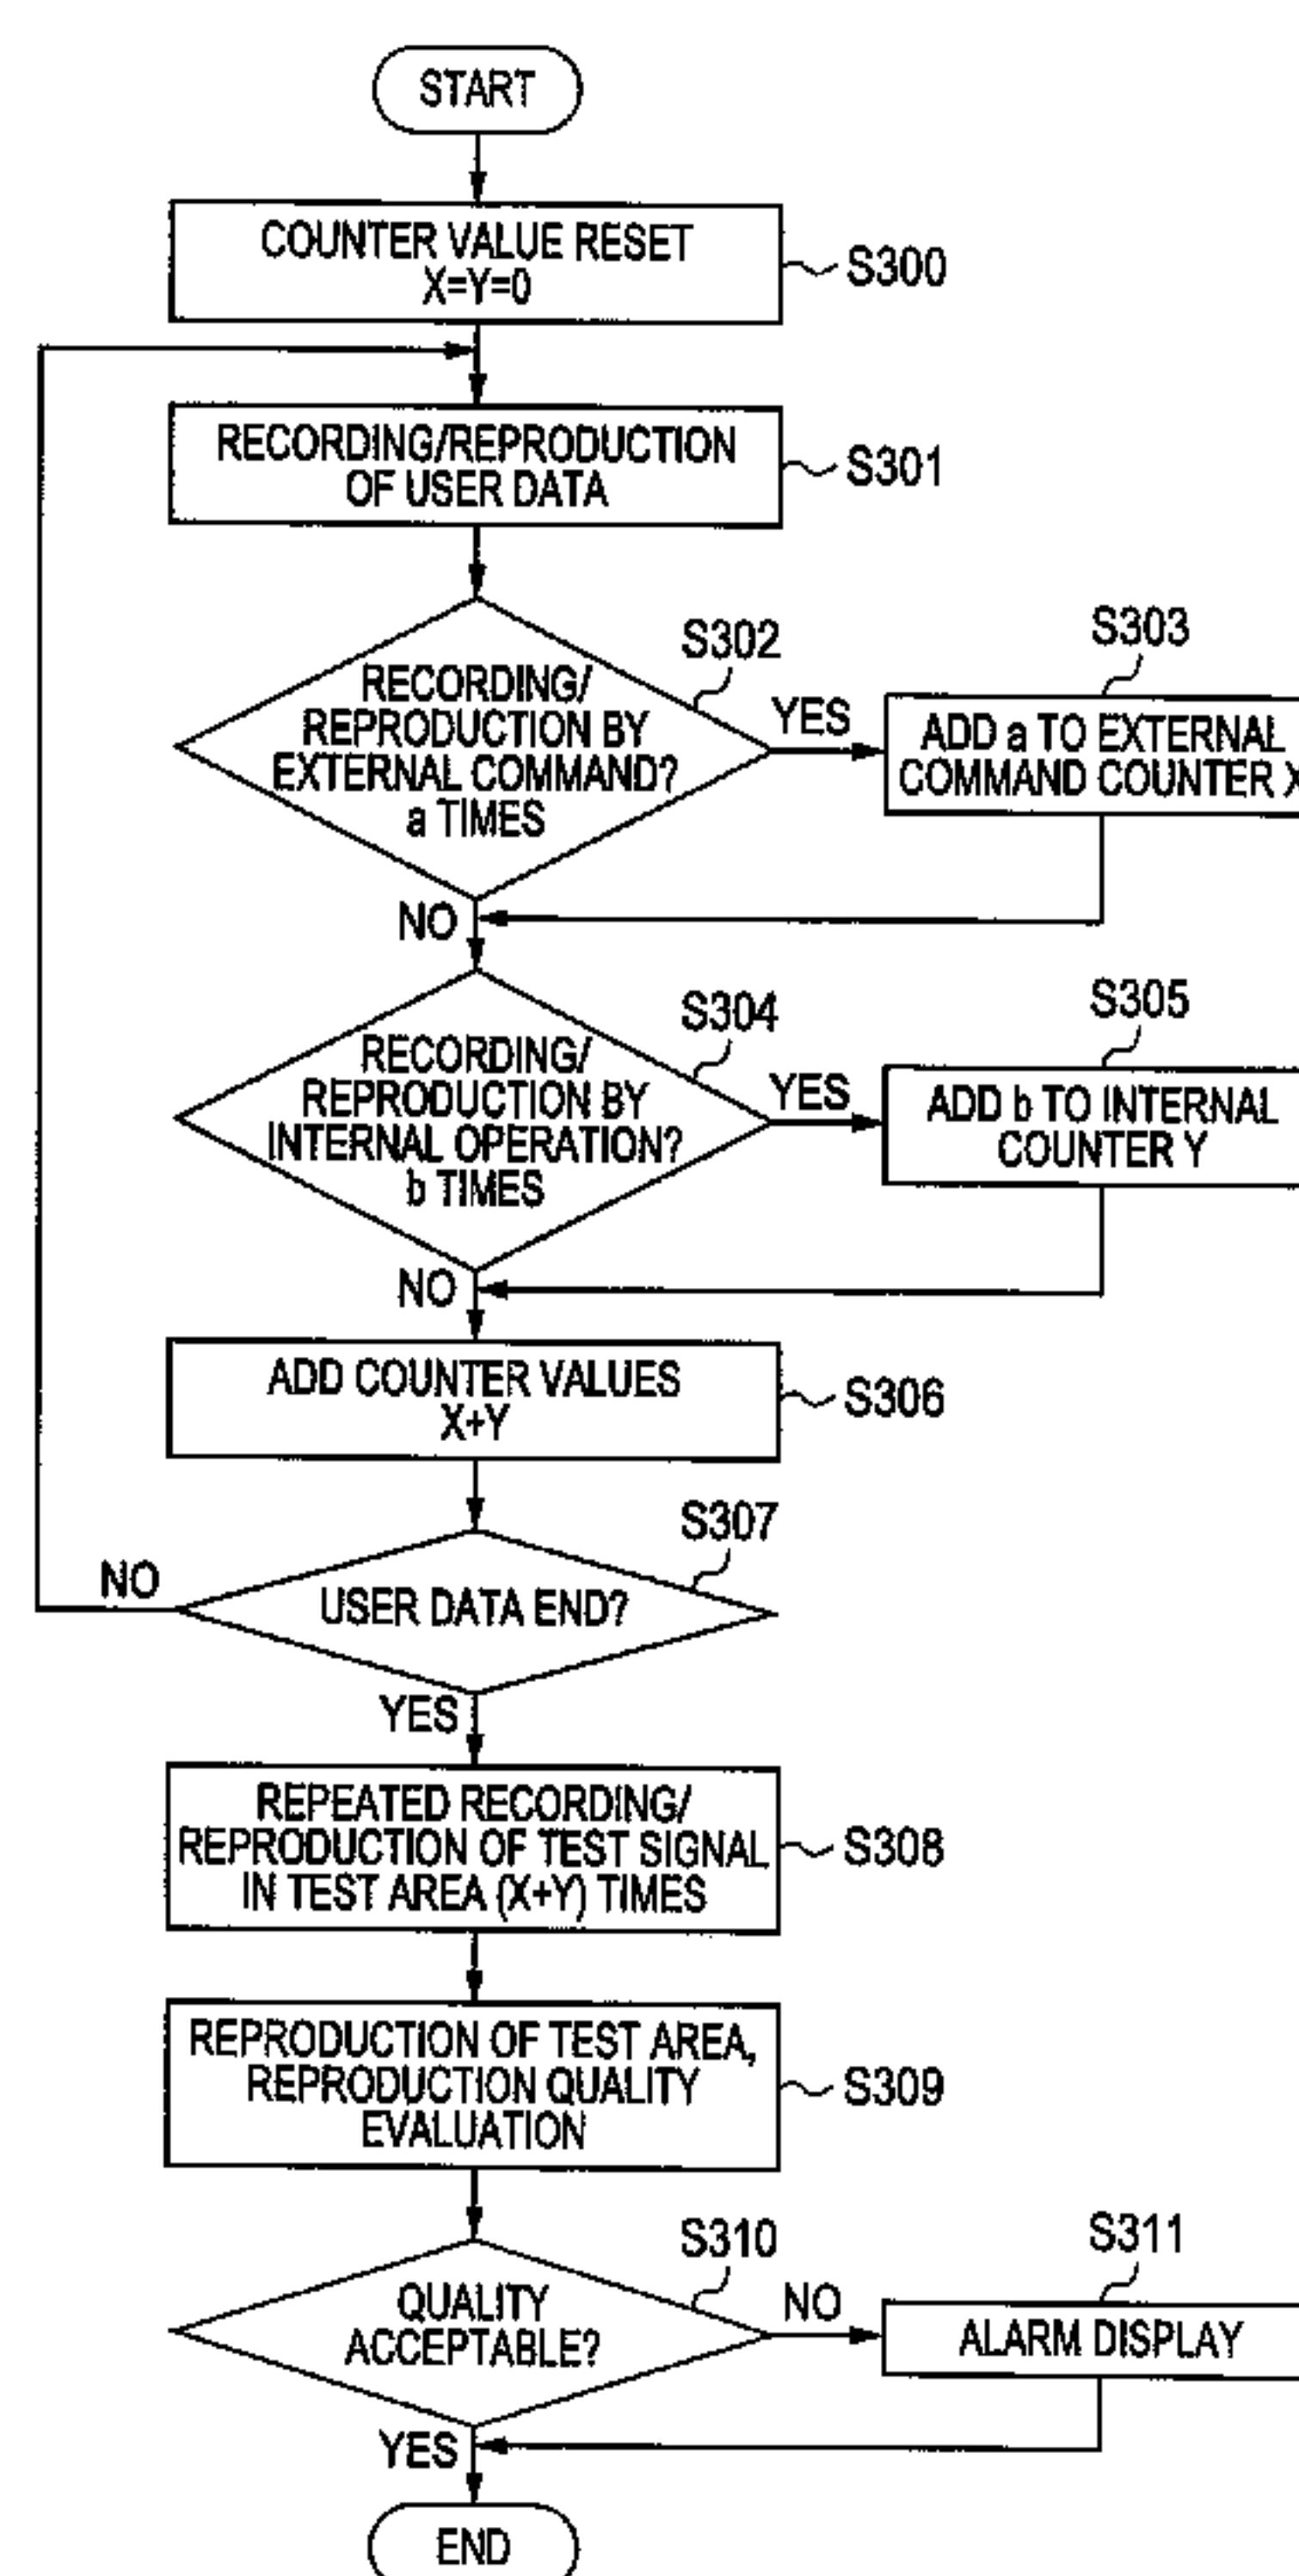 START
COUNTER VALUE RESET
X=Y=0
S300
RECORDING/REPRODUCTION
OF USER DATA
S301
RECORDING/
REPRODUCTION BY
EXTERNAL COMMAND?
a TIMES
S302
YES
NO
S303
ADD a TO EXTERNAL
COMMAND COUNTER X
RECORDING/
REPRODUCTION BY
INTERNAL OPERATION?
b TIMES
S304
YES
NO
S305
ADD b TO INTERNAL
COUNTER Y
ADD COUNTER VALUES
X+Y
S306
S307
USER DATA END?
NO
YES
REPEATED RECORDING/
REPRODUCTION OF TEST SIGNAL
IN TEST AREA (X+Y) TIMES
S308
REPRODUCTION OF TEST AREA,
REPRODUCTION QUALITY
EVALUATION
S309
S310
QUALITY
ACCEPTABLE?
NO
YES
S311
ALARM DISPLAY
END